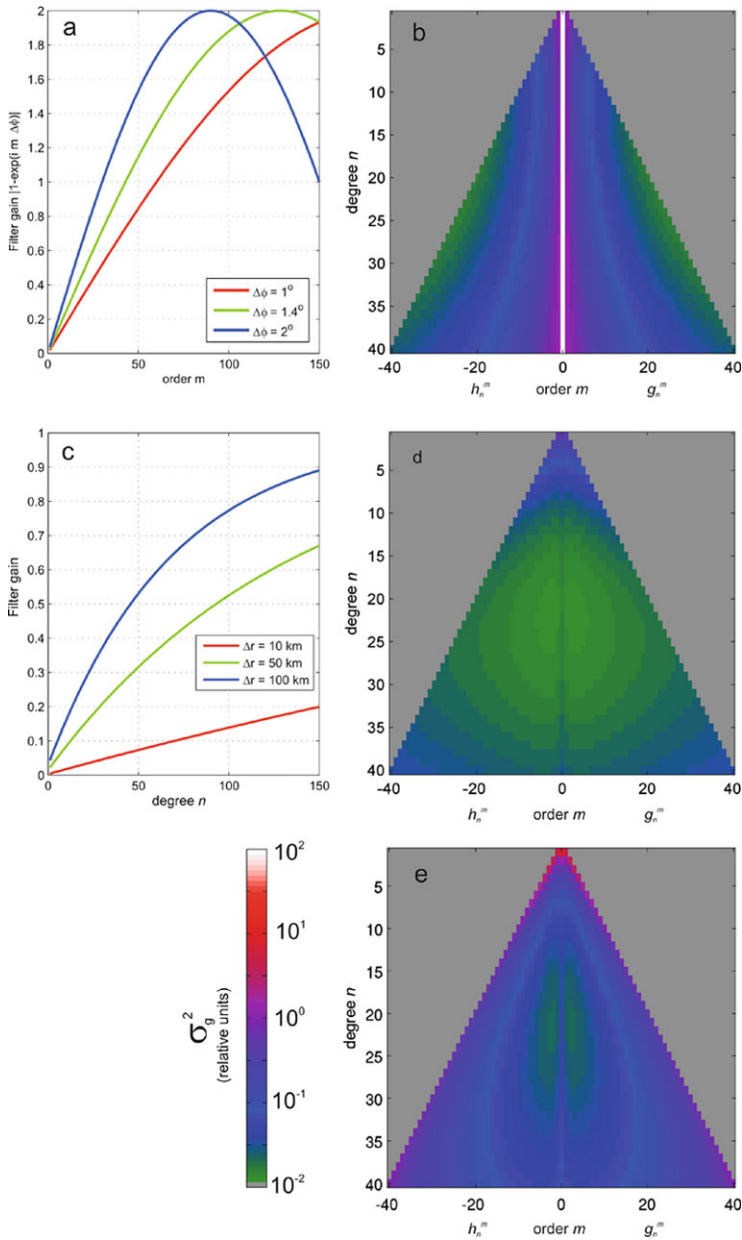 a
2
1.8
1.6
1.4
1.2
1
0.8
0.6
0.4
0.2
0
Filter gain |1-exp(i m Δϕ)|
Δϕ = 1°
Δϕ = 1.4°
Δϕ = 2°
0 50 100 150
order m
b
5
10
15
20
25
30
35
40
degree n
-40 -20 0 20 40
hₙᵐ order m gₙᵐ
c
1
0.9
0.8
0.7
0.6
0.5
0.4
0.3
0.2
0.1
0
Filter gain
Δr = 10 km
Δr = 50 km
Δr = 100 km
0 50 100 150
degree n
d
5
10
15
20
25
30
35
40
degree n
-40 -20 0 20 40
hₙᵐ order m gₙᵐ
10²
10¹
10⁰
10⁻¹
10⁻²
σ_g²
(relative units)
e
5
10
15
20
25
30
35
40
degree n
-40 -20 0 20 40
hₙᵐ order m gₙᵐ